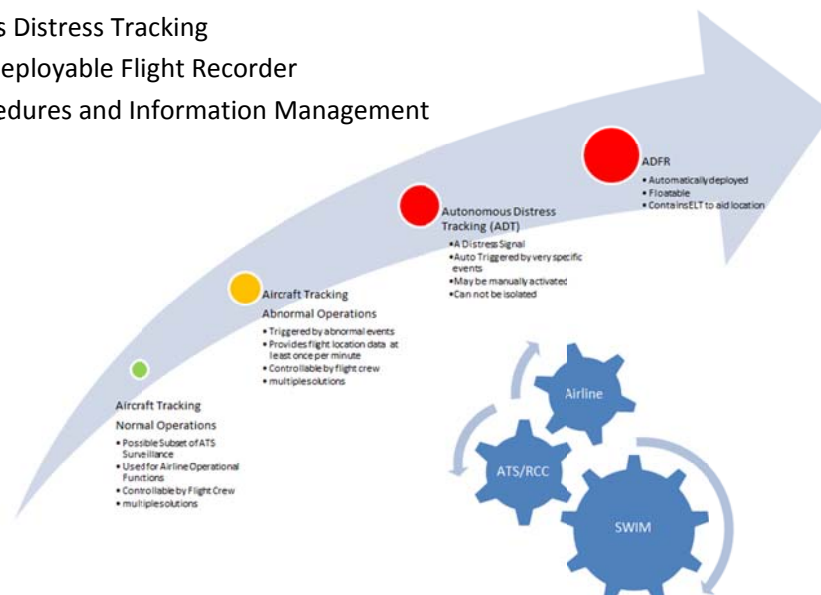 s Distress Tracking
eployable Flight Recorder
edures and Information Management
ADFR
• Automatically deployed
• Floatable
• Contains ELT to aid location
Autonomous Distress
Tracking (ADT)
• A Distress Signal
• Auto Triggered by very specific
events
• May be manually activated
• Can not be isolated
Aircraft Tracking
Abnormal Operations
• Triggered by abnormal events
• Provides flight location data at
least once per minute
• Controllable by flight crew
• multiple solutions
Aircraft Tracking
Normal Operations
• Possible Subset of ATS
Surveillance
• Used for Airline Operational
Functions
• Controllable by Flight Crew
• multiple solutions
Airline
ATS/RCC
SWIM